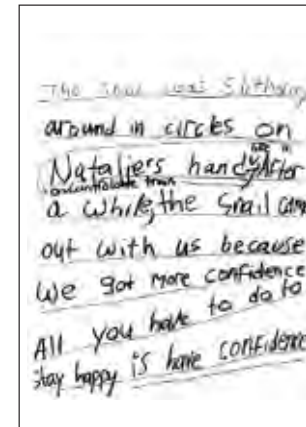 The snail was slithering
around in circles on
Natalie's hand. After
a while, the snail came
out with us because
we got more confidence
All you have to do to
stay happy is have confidence